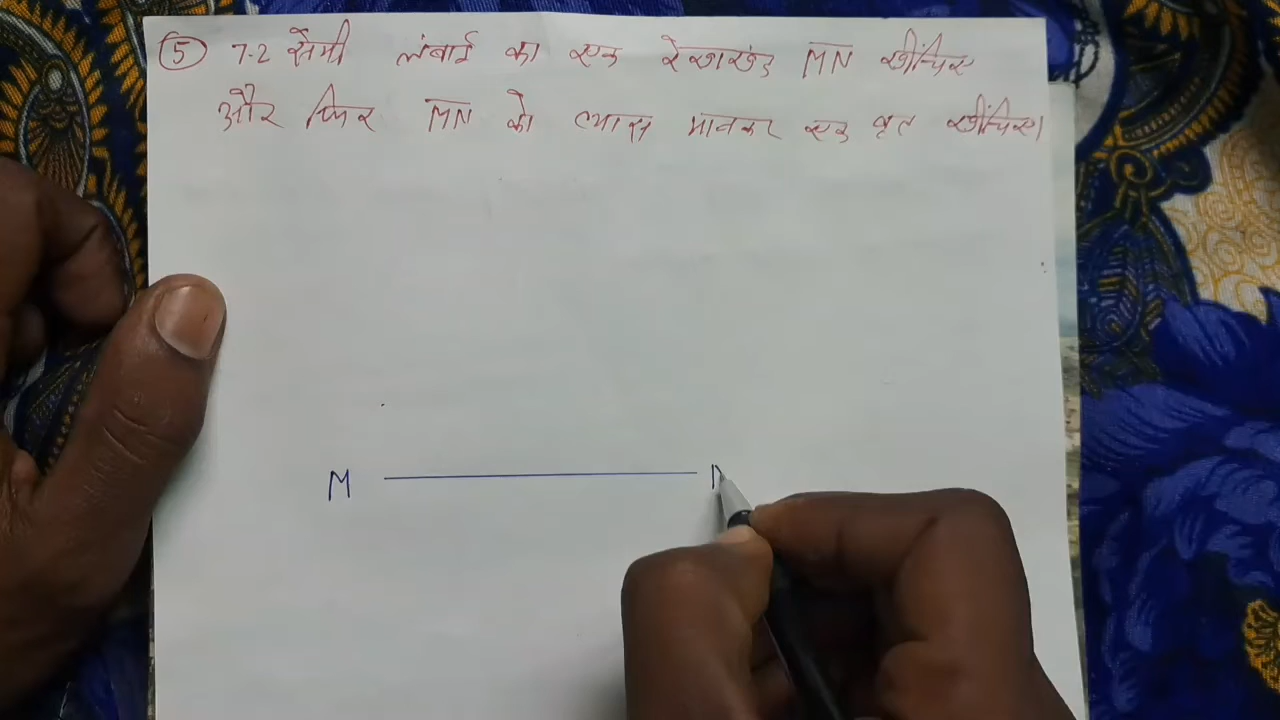 ⑤ 7.2 सेमी लंबाई का एक रेखाखंड MN खींचिए
और फिर MN को व्यास मानकर एक वृत खींचिए।
M N